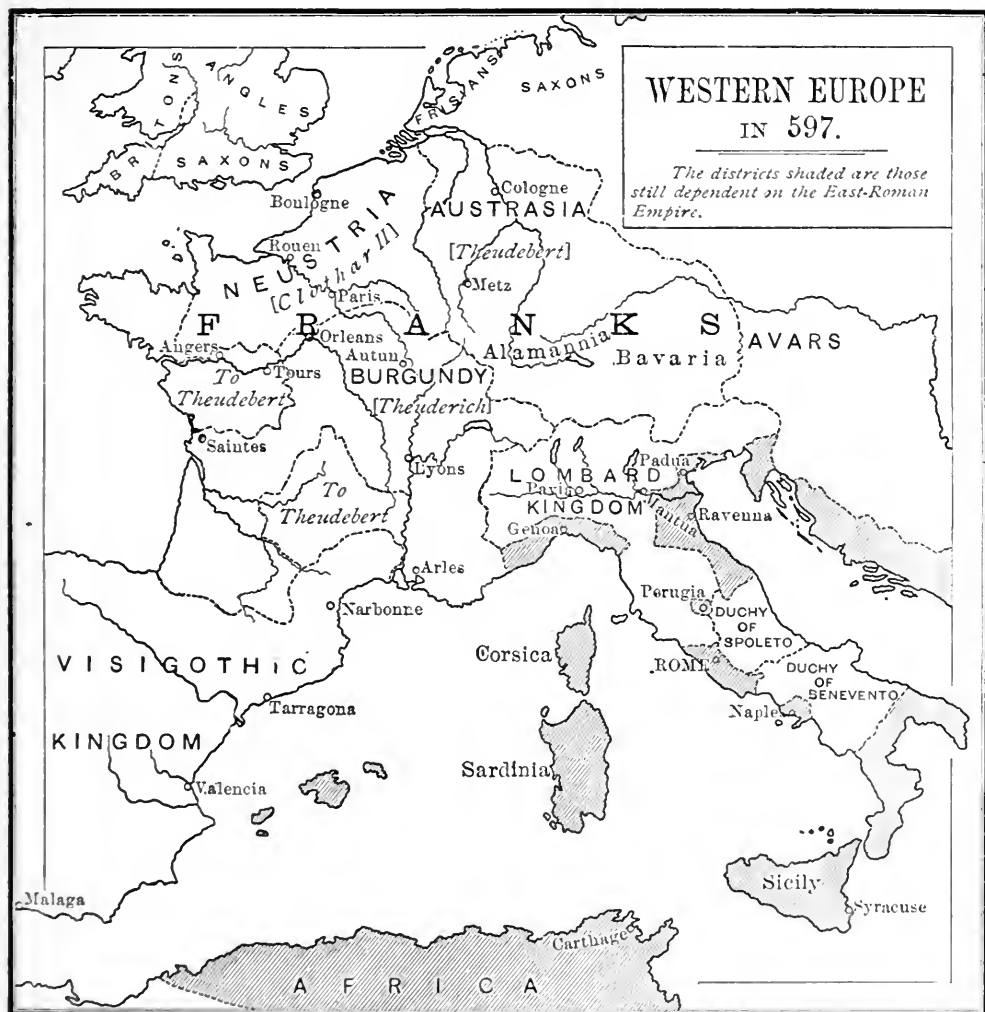 WESTERN EUROPE
IN 597.
The districts shaded are those
still dependent on the East-Roman
Empire.
BRITONS
ANGLES
BRITONS
SAXONS
FRISIANS
SAXONS
Boulogne
Cologne
AUSTRASIA
[Theudebert]
Rouen
NEUSTRIA
[Clothar II]
Paris
Metz
FRANKS
Orleans
Angers
Autun
Alamannia
Bavaria
AVARS
Tours
BURGUNDY
To
Theudebert
[Theuderich]
Saintes
Lyons
LOMBARD
KINGDOM
Padua
Pavia
Mantua
Ravenna
To
Theudebert
Genoa
Arles
Narbonne
Perugia
DUCHY
OF
SPOLETO
VISIGOTHIC
KINGDOM
Corsica
ROME
DUCHY
OF
BENEVENTO
Tarragona
Naples
Sardinia
Valencia
Sicily
Malaga
Syracuse
Carthage
AFRICA